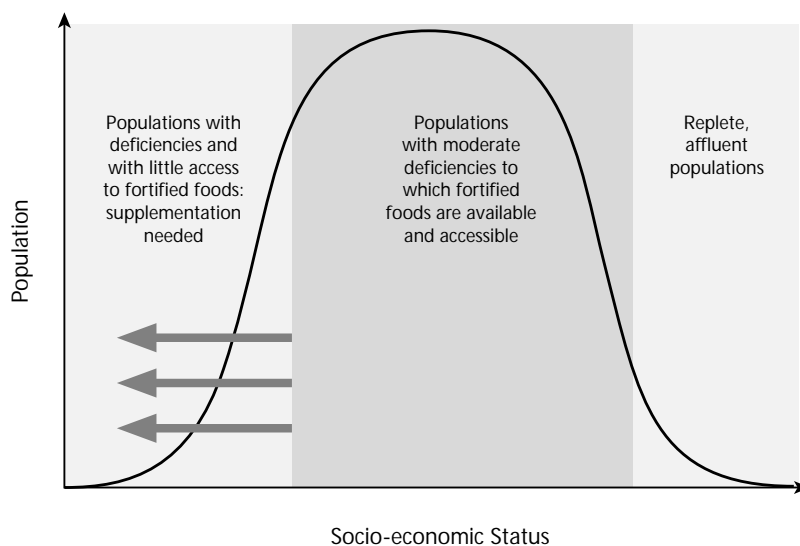 Populations with
deficiencies and
with little access
to fortified foods:
supplementation
needed
Populations
with moderate
deficiencies to
which fortified
foods are available
and accessible
Replete,
affluent
populations
Population
Socio-economic Status